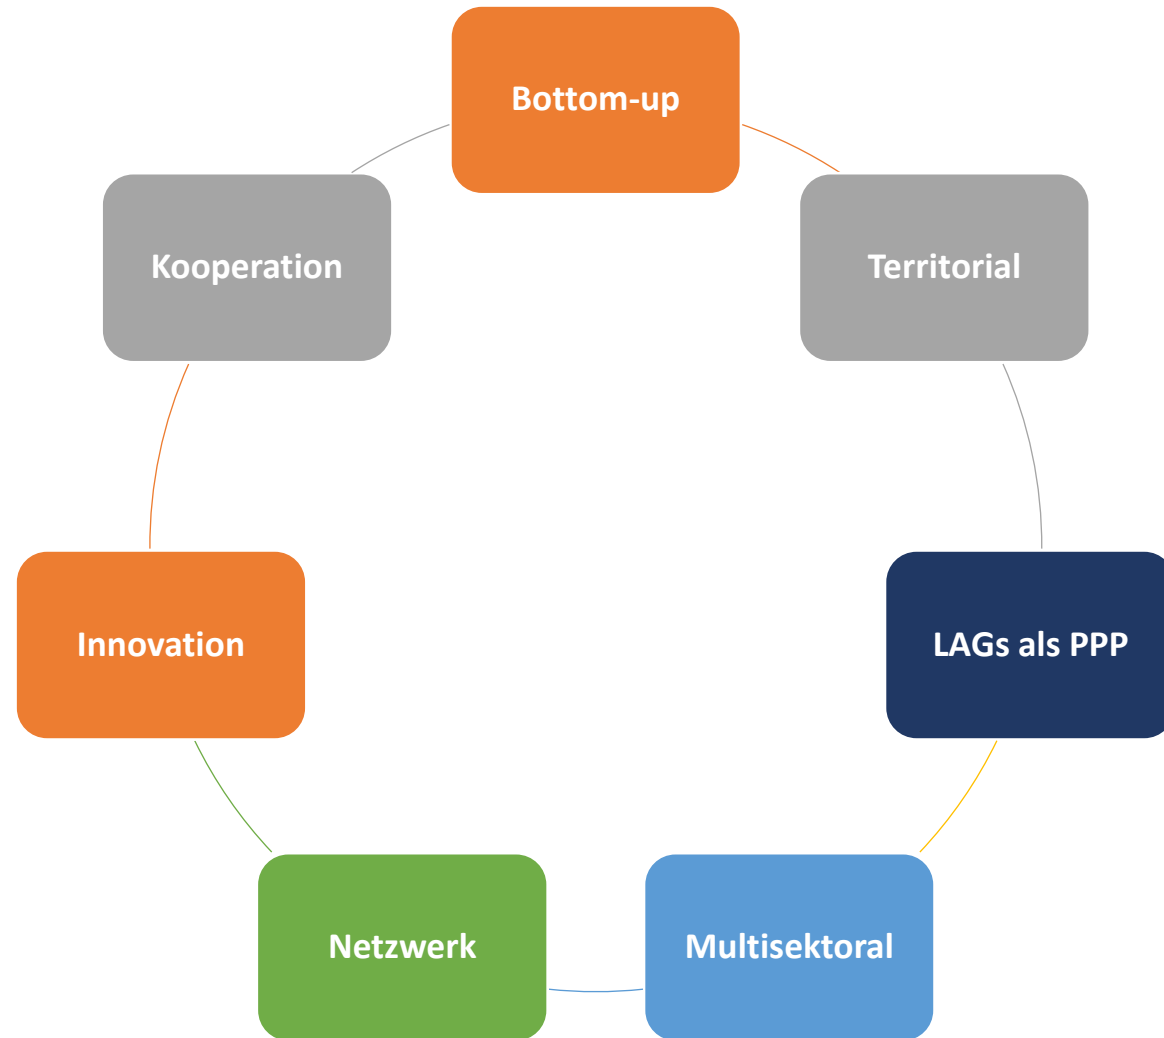 Bottom-up
Kooperation
Territorial
Innovation
LAGs als PPP
Netzwerk
Multisektoral